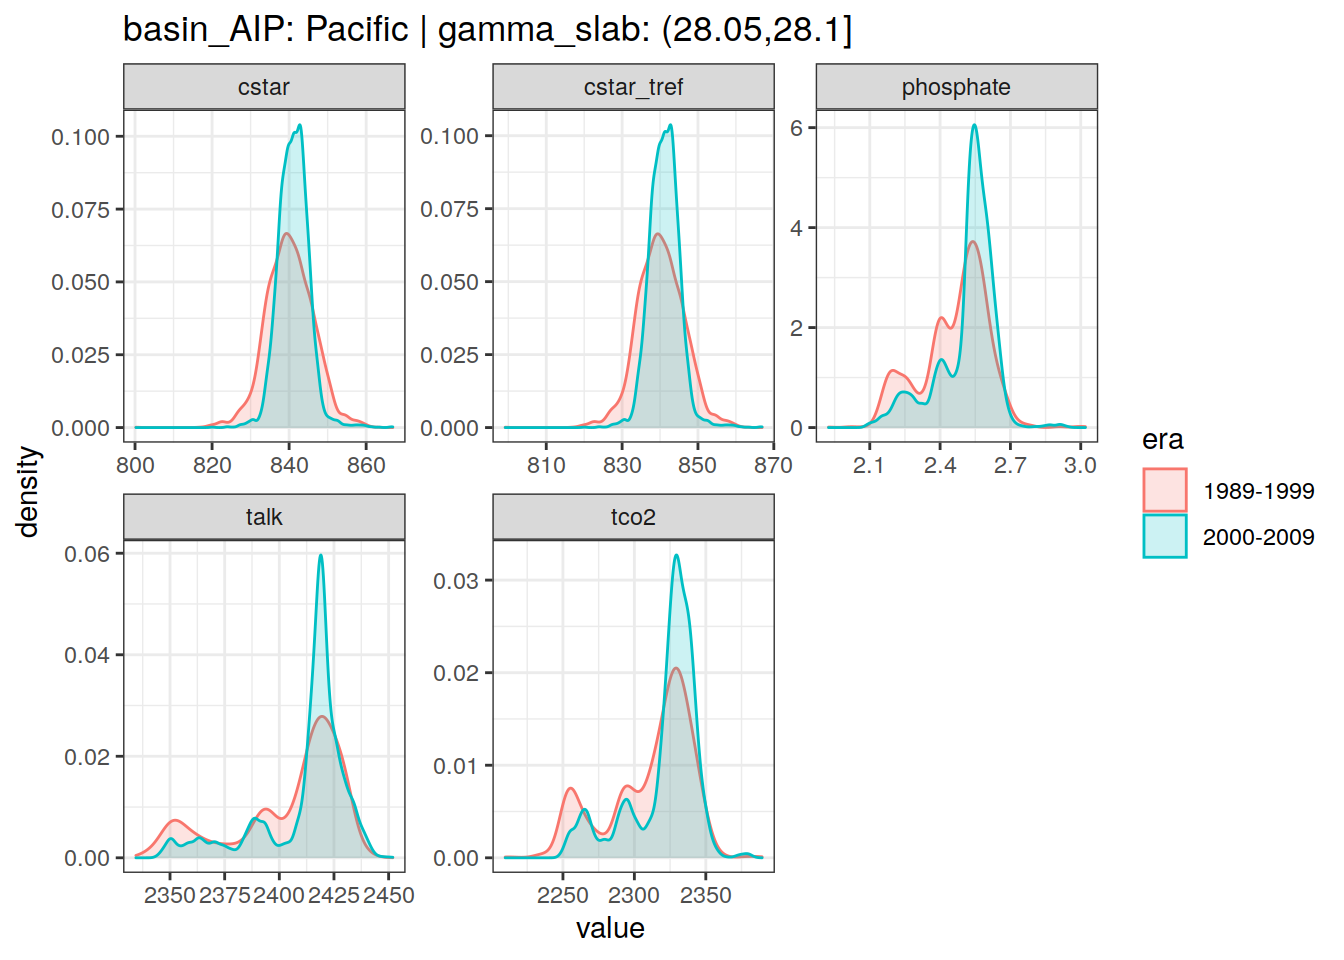 basin_AIP: Pacific | gamma_slab: (28.05,28.1]
cstar
cstar_tref
phosphate
0.100
0.075
0.050
0.025
0.000
800 820 840 860
0.100
0.075
0.050
0.025
0.000
810 830 850 870
6
4
2
0
2.1 2.4 2.7 3.0
talk
tco2
0.06
0.04
0.02
0.00
2350 2375 2400 2425 2450
0.03
0.02
0.01
0.00
2250 2300 2350
density
value
era
1989-1999
2000-2009